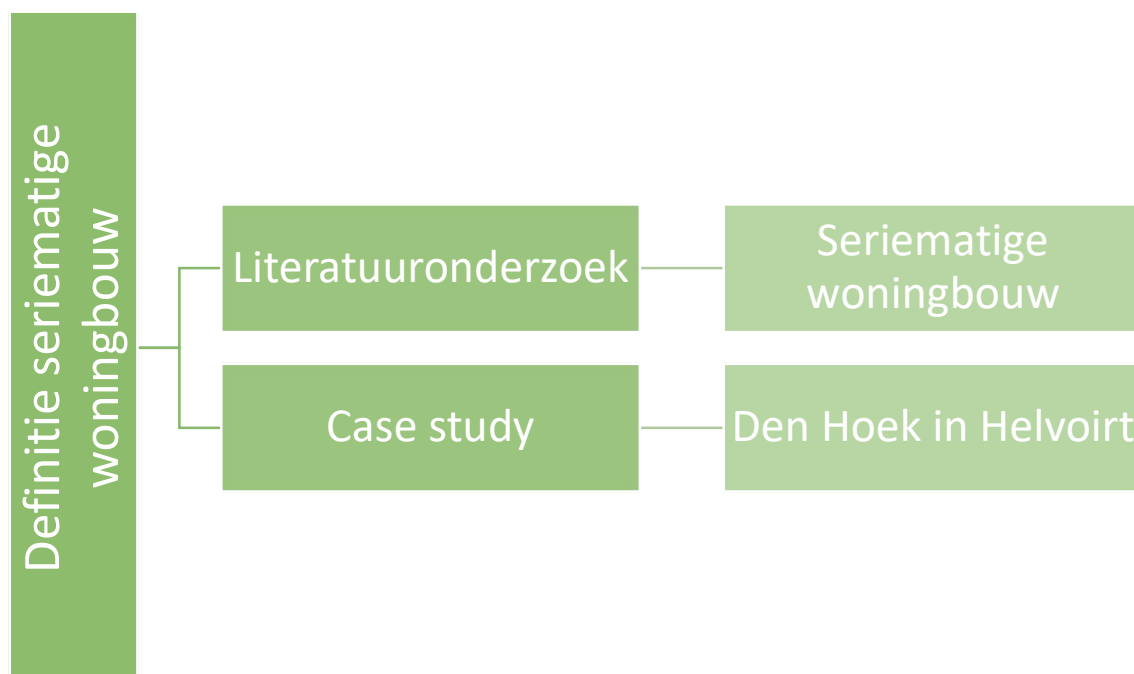 Definitie seriematige
woningbouw
Literatuuronderzoek
Seriematige
woningbouw
Case study
Den Hoek in Helvoirt